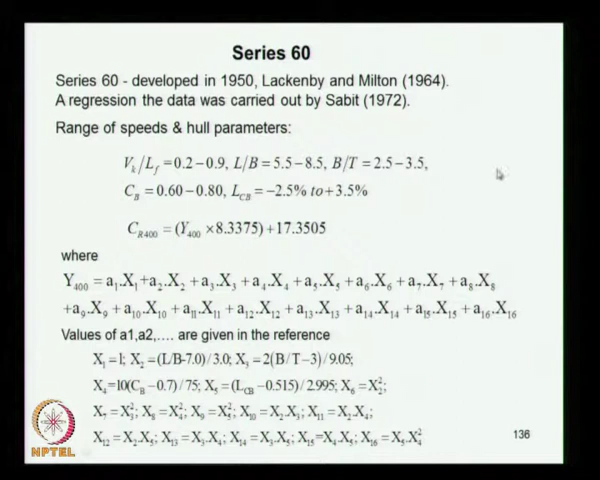 Series 60
Series 60 - developed in 1950, Lackenby and Milton (1964).
A regression the data was carried out by Sabit (1972).
Range of speeds & hull parameters:
V_k/L_f = 0.2 – 0.9, L/B = 5.5 – 8.5, B/T = 2.5 – 3.5,
C_B = 0.60 – 0.80, L_CB = –2.5% to +3.5%
C_R400 = (Y_400 × 8.3375) + 17.3505
where
Y_400 = a_1.X_1 + a_2.X_2 + a_3.X_3 + a_4.X_4 + a_5.X_5 + a_6.X_6 + a_7.X_7 + a_8.X_8
+a_9.X_9 + a_10.X_10 + a_11.X_11 + a_12.X_12 + a_13.X_13 + a_14.X_14 + a_15.X_15 + a_16.X_16
Values of a1,a2,.... are given in the reference
X_1 = 1; X_2 = (L/B-7.0)/3.0; X_3 = 2(B/T–3)/9.05;
X_4 = 10(C_B – 0.7)/75; X_5 = (L_CB – 0.515)/2.995; X_6 = X_2^2;
X_7 = X_3^2; X_8 = X_4^2; X_9 = X_5^2; X_10 = X_2.X_3; X_11 = X_2.X_4;
X_12 = X_2.X_5; X_13 = X_3.X_4; X_14 = X_3.X_5; X_15 = X_4.X_5; X_16 = X_5.X_4^2
NPTEL
136